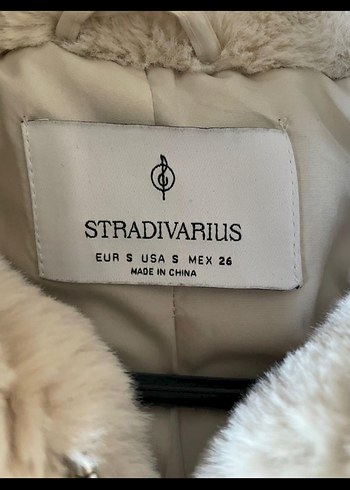 STRADIVARIUS
EUR S USA S MEX 26
MADE IN CHINA